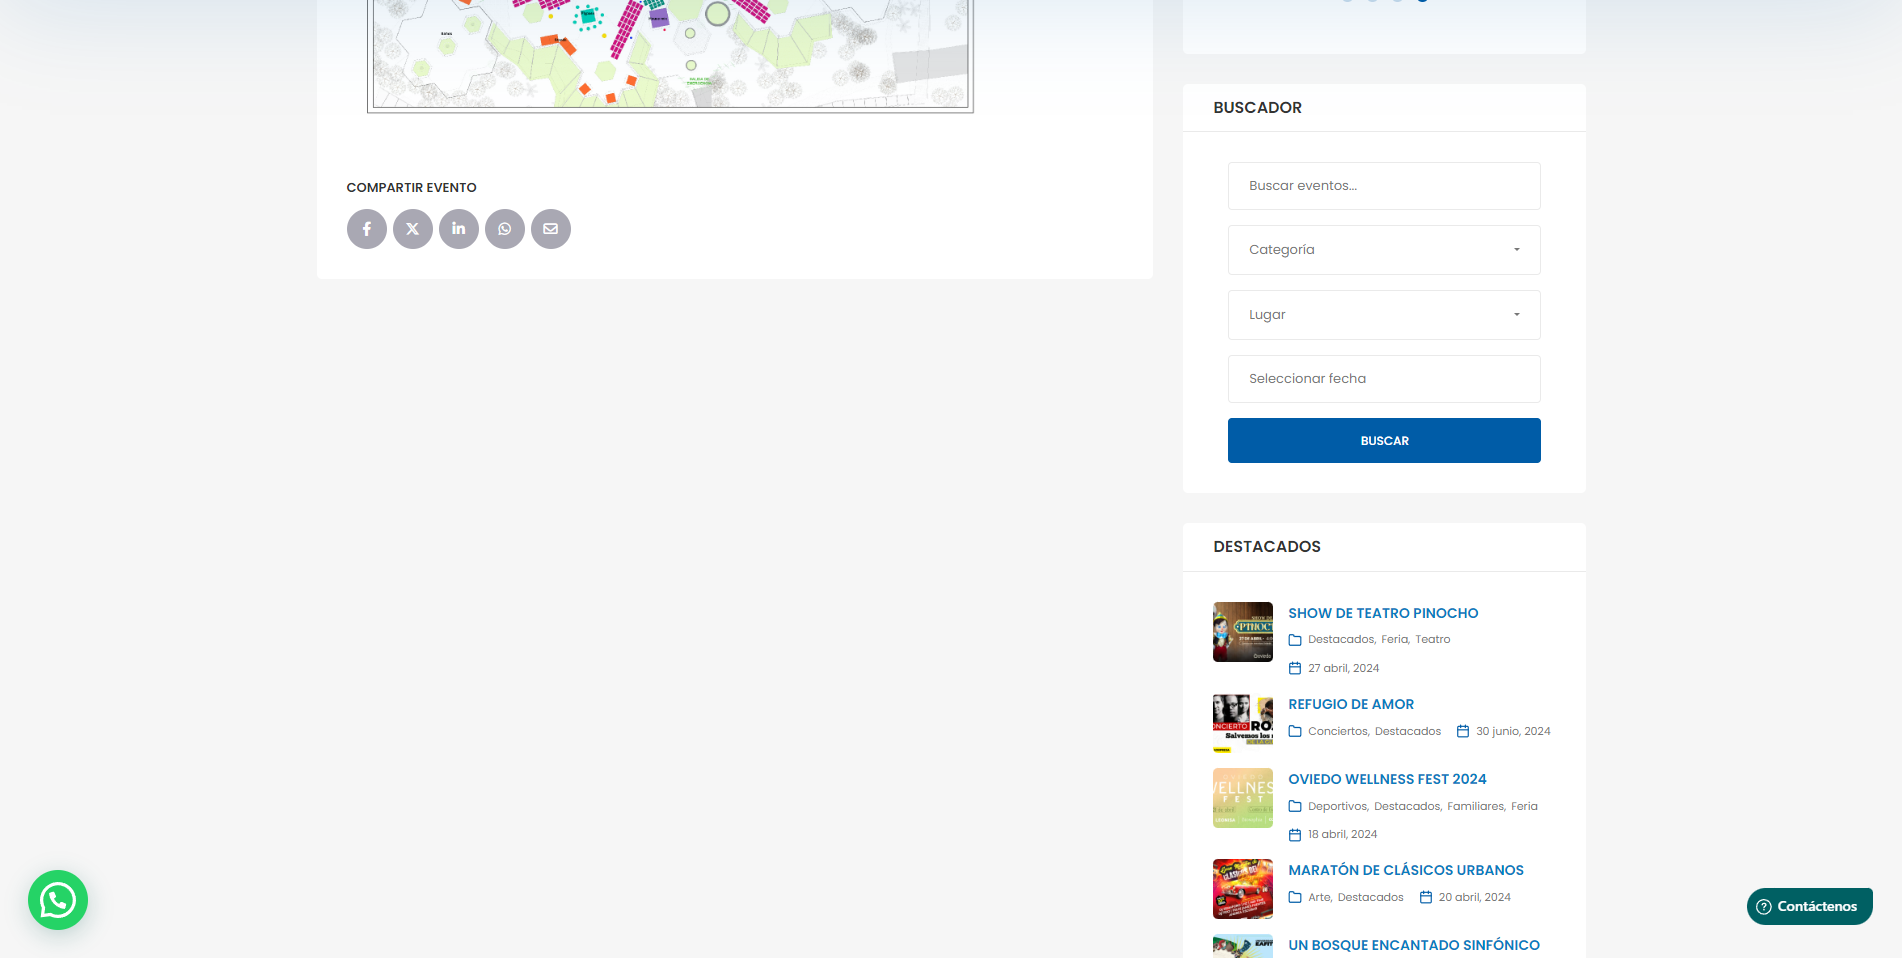 COMPARTIR EVENTO
BUSCADOR
Buscar eventos...
Categoría
Lugar
Seleccionar fecha
BUSCAR
DESTACADOS
SHOW DE TEATRO PINOCHO
Destacados, Feria, Teatro
27 abril, 2024
REFUGIO DE AMOR
Conciertos, Destacados 30 junio, 2024
OVIEDO WELLNESS FEST 2024
Deportivos, Destacados, Familiares, Feria
18 abril, 2024
MARATÓN DE CLÁSICOS URBANOS
Arte, Destacados 20 abril, 2024
UN BOSQUE ENCANTADO SINFÓNICO
Contáctenos